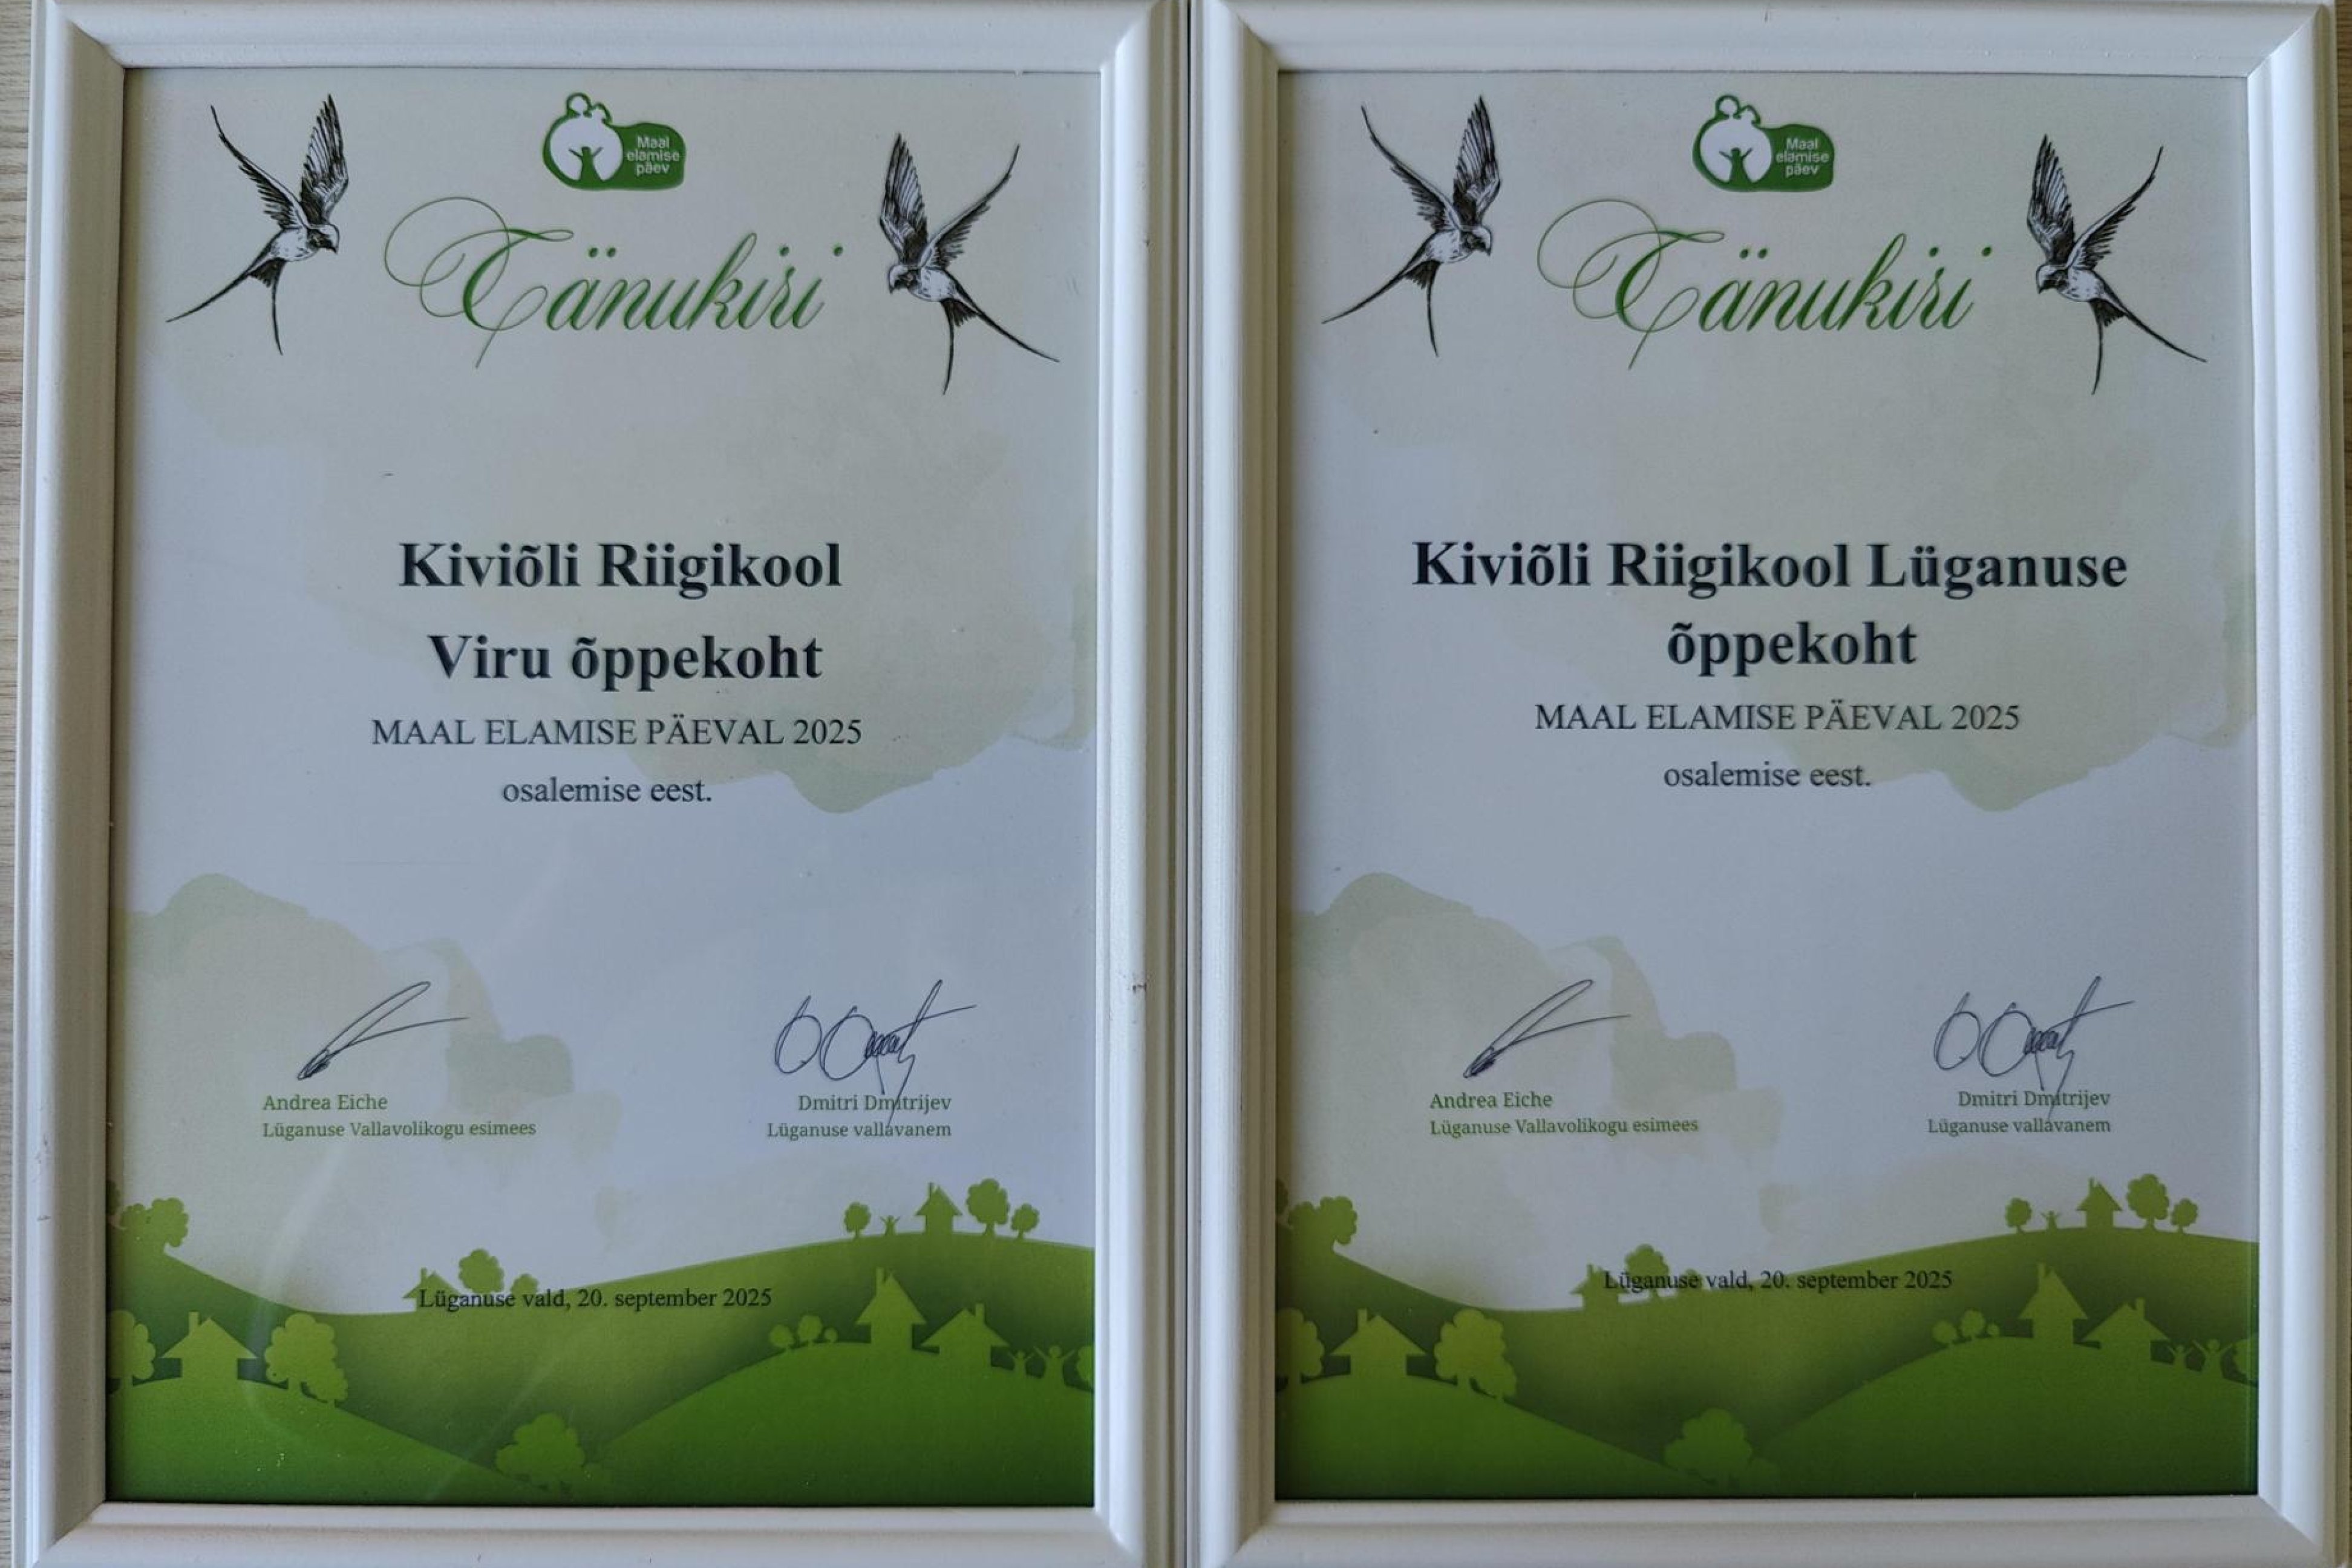 Maal
elamise
päev
Tänukiri
Kiviõli Riigikool
Viru õppekoht
MAAL ELAMISE PÄEVAL 2025
osalemise eest.
Andrea Eiche
Lüganuse Vallavolikogu esimees
Dmitri Dmitrijev
Lüganuse vallavanem
Lüganuse vald, 20. september 2025
Maal
elamise
päev
Tänukiri
Kiviõli Riigikool Lüganuse
õppekoht
MAAL ELAMISE PÄEVAL 2025
osalemise eest.
Andrea Eiche
Lüganuse Vallavolikogu esimees
Dmitri Dmitrijev
Lüganuse vallavanem
Lüganuse vald, 20. september 2025